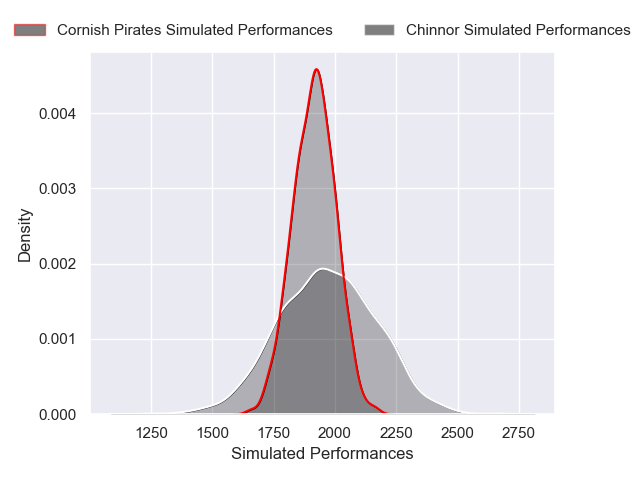 Cornish Pirates Simulated Performances
Chinnor Simulated Performances
0.004
0.003
0.002
0.001
0.000
Density
1250 1500 1750 2000 2250 2500 2750
Simulated Performances